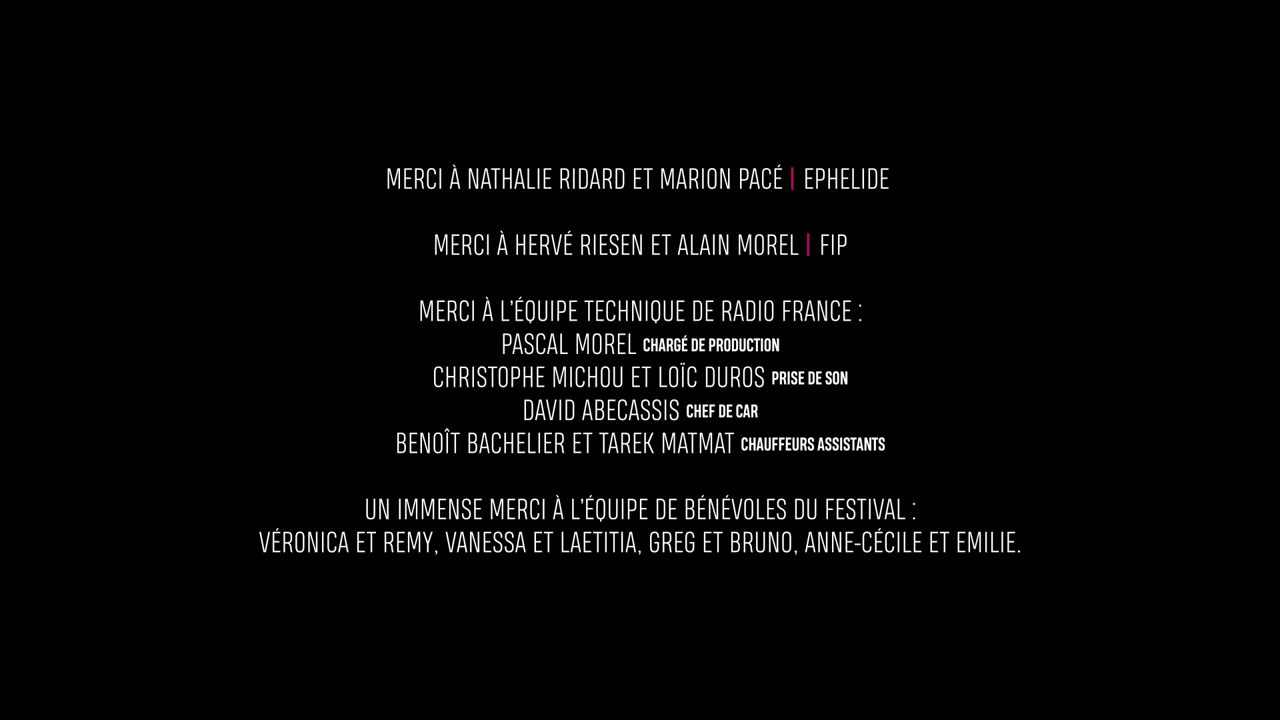 MERCI À NATHALIE RIDARD ET MARION PACÉ | EPHELIDE
MERCI À HERVÉ RIESEN ET ALAIN MOREL | FIP
MERCI À L'ÉQUIPE TECHNIQUE DE RADIO FRANCE :
PASCAL MOREL CHARGÉ DE PRODUCTION
CHRISTOPHE MICHOU ET LOÏC DUROS PRISE DE SON
DAVID ABECASSIS CHEF DE CAR
BENOÎT BACHELIER ET TAREK MATMAT CHAUFFEURS ASSISTANTS
UN IMMENSE MERCI À L'ÉQUIPE DE BÉNÉVOLES DU FESTIVAL :
VÉRONICA ET REMY, VANESSA ET LAETITIA, GREG ET BRUNO, ANNE-CÉCILE ET EMILIE.